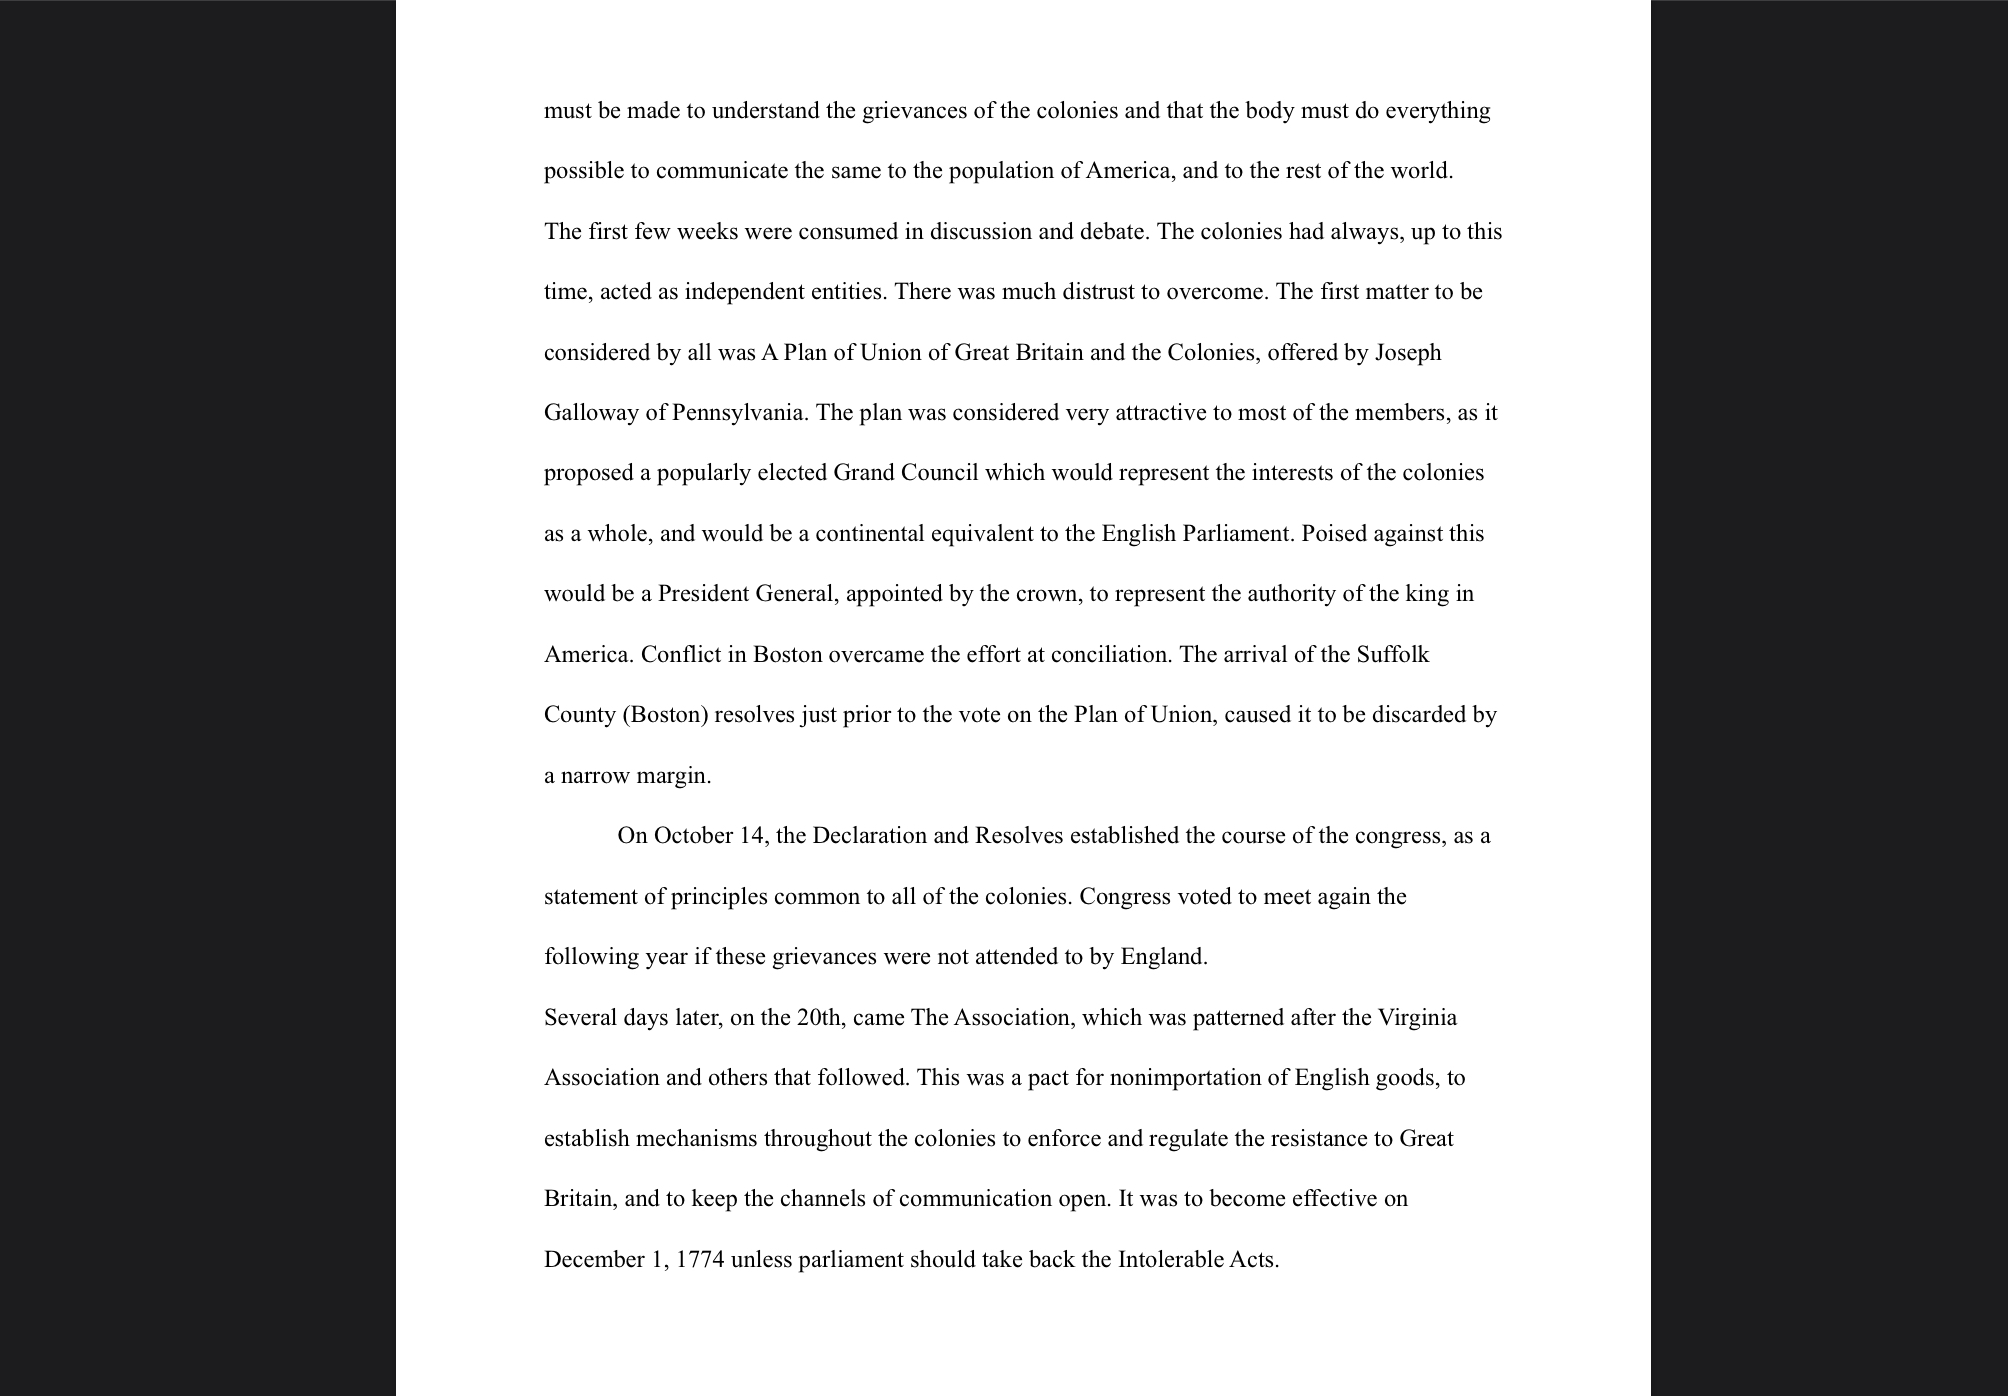 must be made to understand the grievances of the colonies and that the body must do everything
possible to communicate the same to the population of America, and to the rest of the world.
The first few weeks were consumed in discussion and debate. The colonies had always, up to this
time, acted as independent entities. There was much distrust to overcome. The first matter to be
considered by all was A Plan of Union of Great Britain and the Colonies, offered by Joseph
Galloway of Pennsylvania. The plan was considered very attractive to most of the members, as it
proposed a popularly elected Grand Council which would represent the interests of the colonies
as a whole, and would be a continental equivalent to the English Parliament. Poised against this
would be a President General, appointed by the crown, to represent the authority of the king in
America. Conflict in Boston overcame the effort at conciliation. The arrival of the Suffolk
County (Boston) resolves just prior to the vote on the Plan of Union, caused it to be discarded by
a narrow margin.
On October 14, the Declaration and Resolves established the course of the congress, as a
statement of principles common to all of the colonies. Congress voted to meet again the
following year if these grievances were not attended to by England.
Several days later, on the 20th, came The Association, which was patterned after the Virginia
Association and others that followed. This was a pact for nonimportation of English goods, to
establish mechanisms throughout the colonies to enforce and regulate the resistance to Great
Britain, and to keep the channels of communication open. It was to become effective on
December 1, 1774 unless parliament should take back the Intolerable Acts.